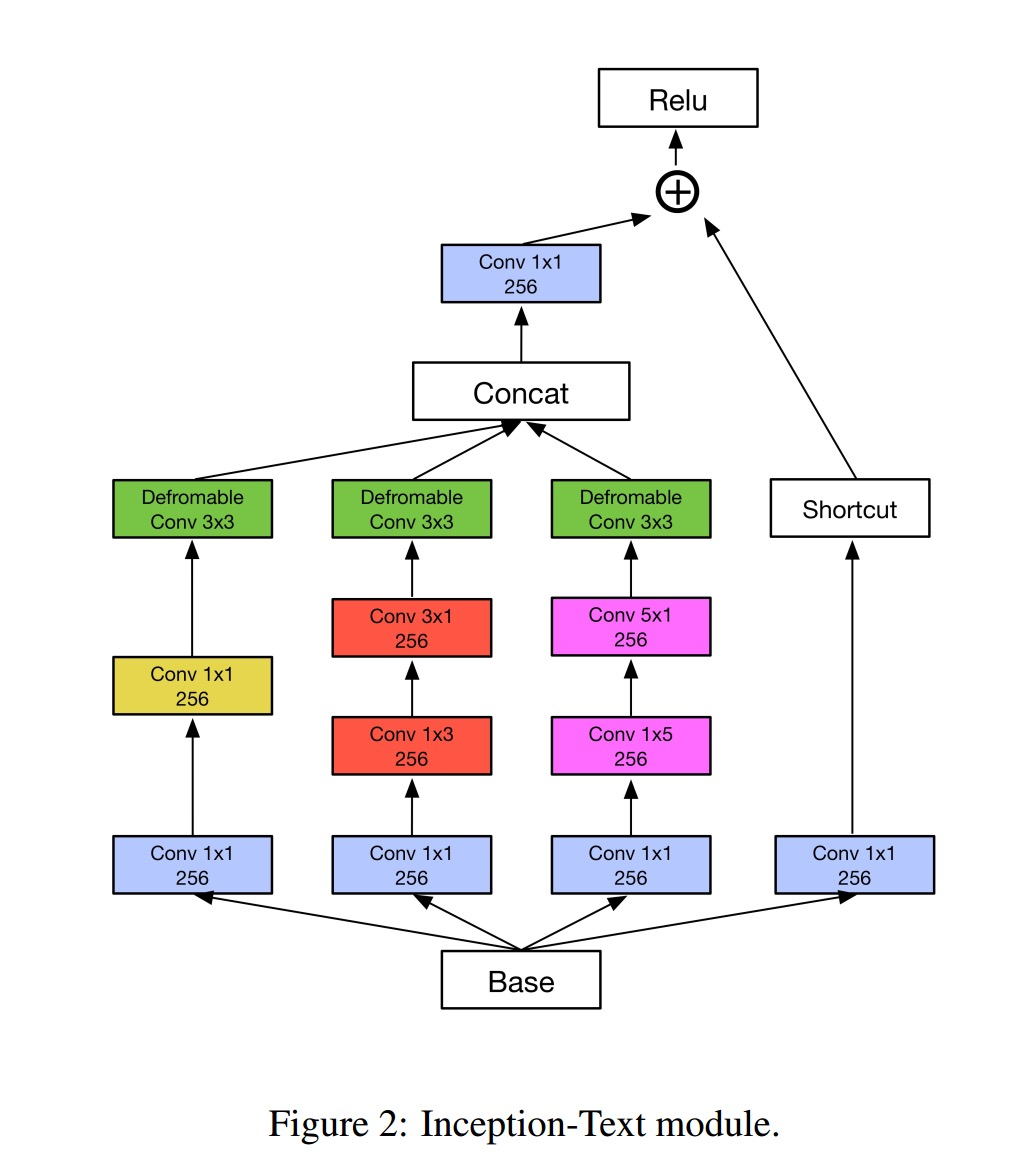 Relu
Conv 1x1
256
Concat
Defromable
Conv 3x3
Defromable
Conv 3x3
Defromable
Conv 3x3
Shortcut
Conv 3x1
256
Conv 5x1
256
Conv 1x1
256
Conv 1x3
256
Conv 1x5
256
Conv 1x1
256
Conv 1x1
256
Conv 1x1
256
Conv 1x1
256
Base
Figure 2: Inception-Text module.